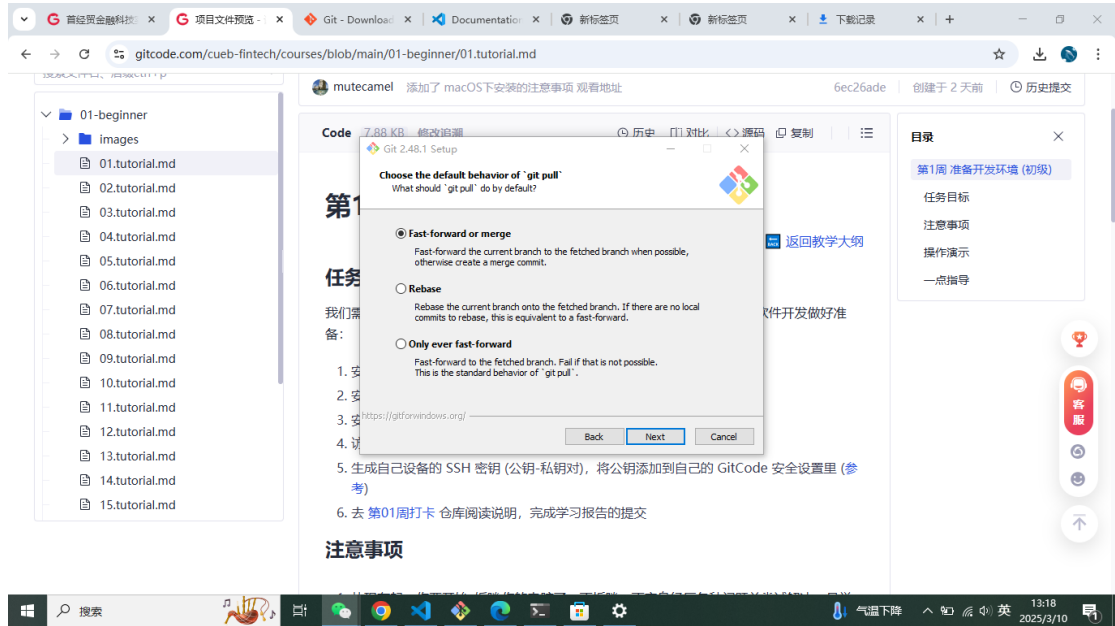 首经贸金融科技
项目文件预览 -
Git - Download
Documentation
新标签页
新标签页
下载记录
gitcode.com/cueb-fintech/courses/blob/main/01-beginner/01.tutorial.md
mutecamel 添加了 macOS下安装的注意事项 观看地址
6ec26ade
创建于 2 天前
历史提交
01-beginner
images
01.tutorial.md
02.tutorial.md
03.tutorial.md
04.tutorial.md
05.tutorial.md
06.tutorial.md
07.tutorial.md
08.tutorial.md
09.tutorial.md
10.tutorial.md
11.tutorial.md
12.tutorial.md
13.tutorial.md
14.tutorial.md
15.tutorial.md
Code 7.88 KB 修改追溯
历史 对比 源码 复制
第1
返回教学大纲
任务
我们需
软件开发做好准
备：
1. 安
2. 安
3. 安
4. 访
5. 生成自己设备的 SSH 密钥 (公钥-私钥对)，将公钥添加到自己的 GitCode 安全设置里 (参
考)
6. 去 第01周打卡 仓库阅读说明，完成学习报告的提交
注意事项
Git 2.48.1 Setup
Choose the default behavior of `git pull`
What should `git pull` do by default?
Fast-forward or merge
Fast-forward the current branch to the fetched branch when possible,
otherwise create a merge commit.
Rebase
Rebase the current branch onto the fetched branch. If there are no local
commits to rebase, this is equivalent to a fast-forward.
Only ever fast-forward
Fast-forward to the fetched branch. Fail if that is not possible.
This is the standard behavior of `git pull`.
https://gitforwindows.org/
Back
Next
Cancel
目录
第1周 准备开发环境 (初级)
任务目标
注意事项
操作演示
一点指导
客
服
搜索
气温下降
英
13:18
2025/3/10
1